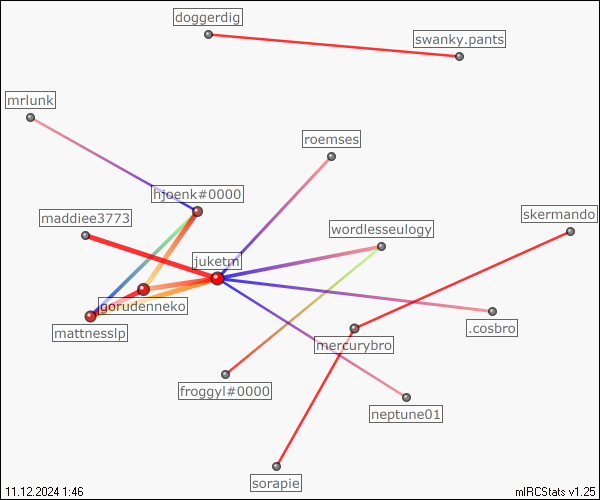 doggerdig
swanky.pants
mrlunk
roemses
hjoenk#0000
maddiee3773
skermando
wordlesseulogy
juketm
gorudenneko
mattnesslp
.cosbro
mercurybro
froggyl#0000
neptune01
sorapie
11.12.2024 1:46
mIRCStats v1.25